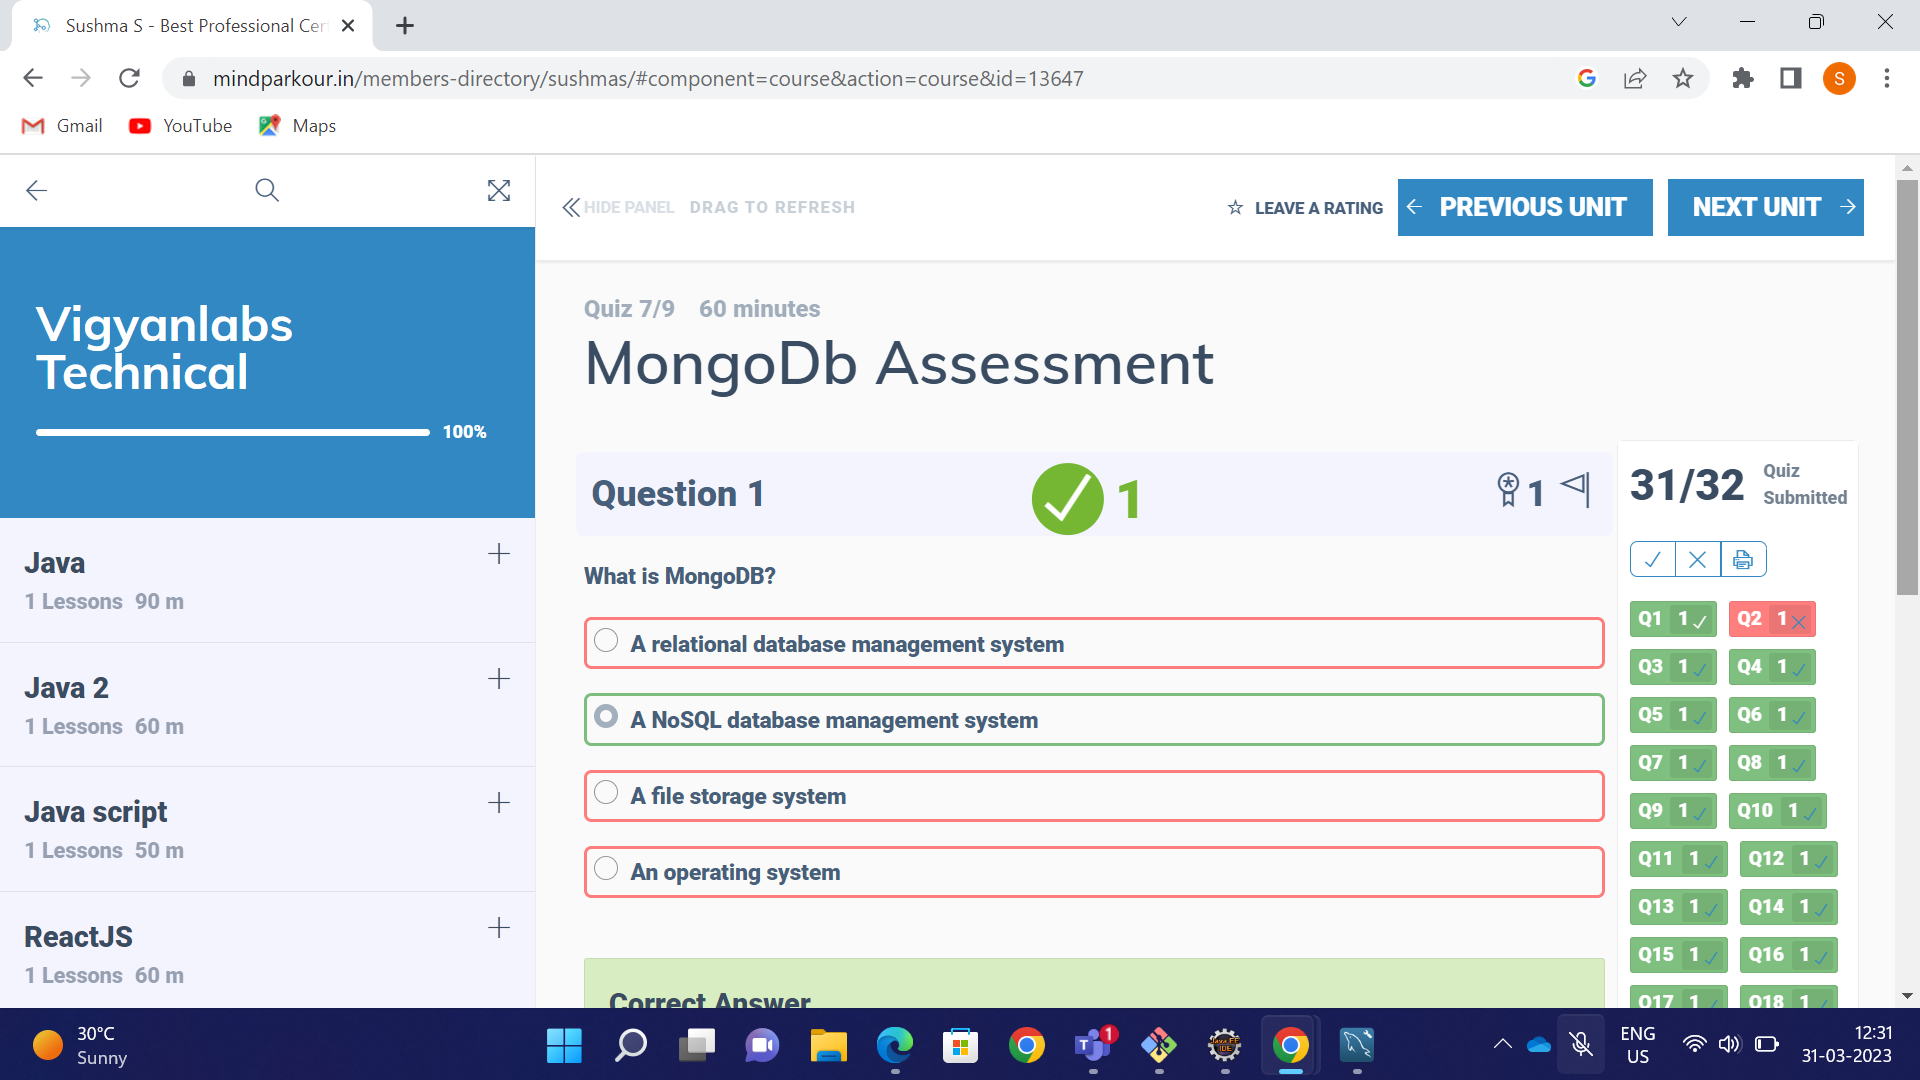 Sushma S - Best Professional Cer
mindparkour.in/members-directory/sushmas/#component=course&action=course&id=13647
S
Gmail
YouTube
Maps
HIDE PANEL DRAG TO REFRESH
LEAVE A RATING
PREVIOUS UNIT
NEXT UNIT
Vigyanlabs
Technical
100%
Java
1 Lessons 90 m
Java 2
1 Lessons 60 m
Java script
1 Lessons 50 m
ReactJS
1 Lessons 60 m
Quiz 7/9 60 minutes
MongoDb Assessment
Question 1
1
1
What is MongoDB?
A relational database management system
A NoSQL database management system
A file storage system
An operating system
Correct Answer
31/32 Quiz
Submitted
Q1 1 Q2 1
Q3 1 Q4 1
Q5 1 Q6 1
Q7 1 Q8 1
Q9 1 Q10 1
Q11 1 Q12 1
Q13 1 Q14 1
Q15 1 Q16 1
Q17 1 Q18 1
30°C
Sunny
1
ENG
US
12:31
31-03-2023